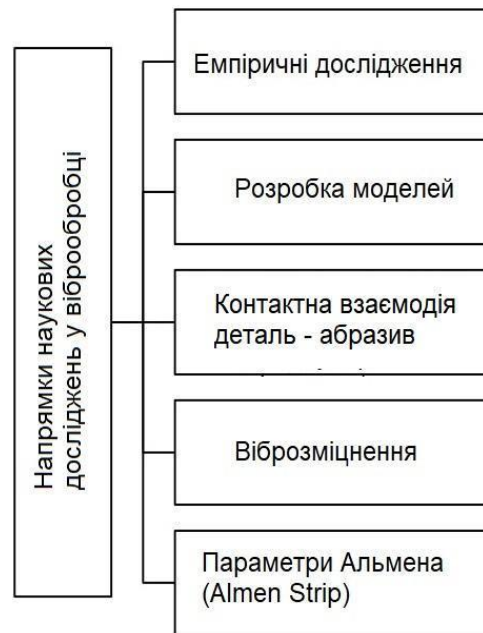 Напрямки наукових
досліджень у віброобробці
Емпіричні дослідження
Розробка моделей
Контактна взаємодія
деталь - абразив
Віброзміцнення
Параметри Альмена
(Almen Strip)